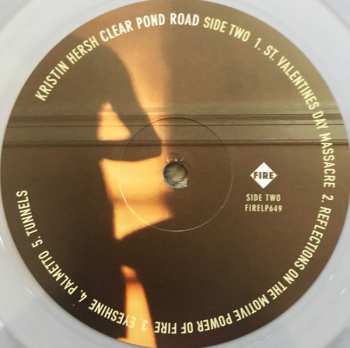 KRISTIN HERSH CLEAR POND ROAD SIDE TWO 1. ST. VALENTINES DAY MASSACRE 2. REFLECTIONS ON THE MOTIVE POWER OF FIRE 3. EYESHINE 4. PALMETTO 5. TUNNELS
FIRE
SIDE TWO
FIRELP649